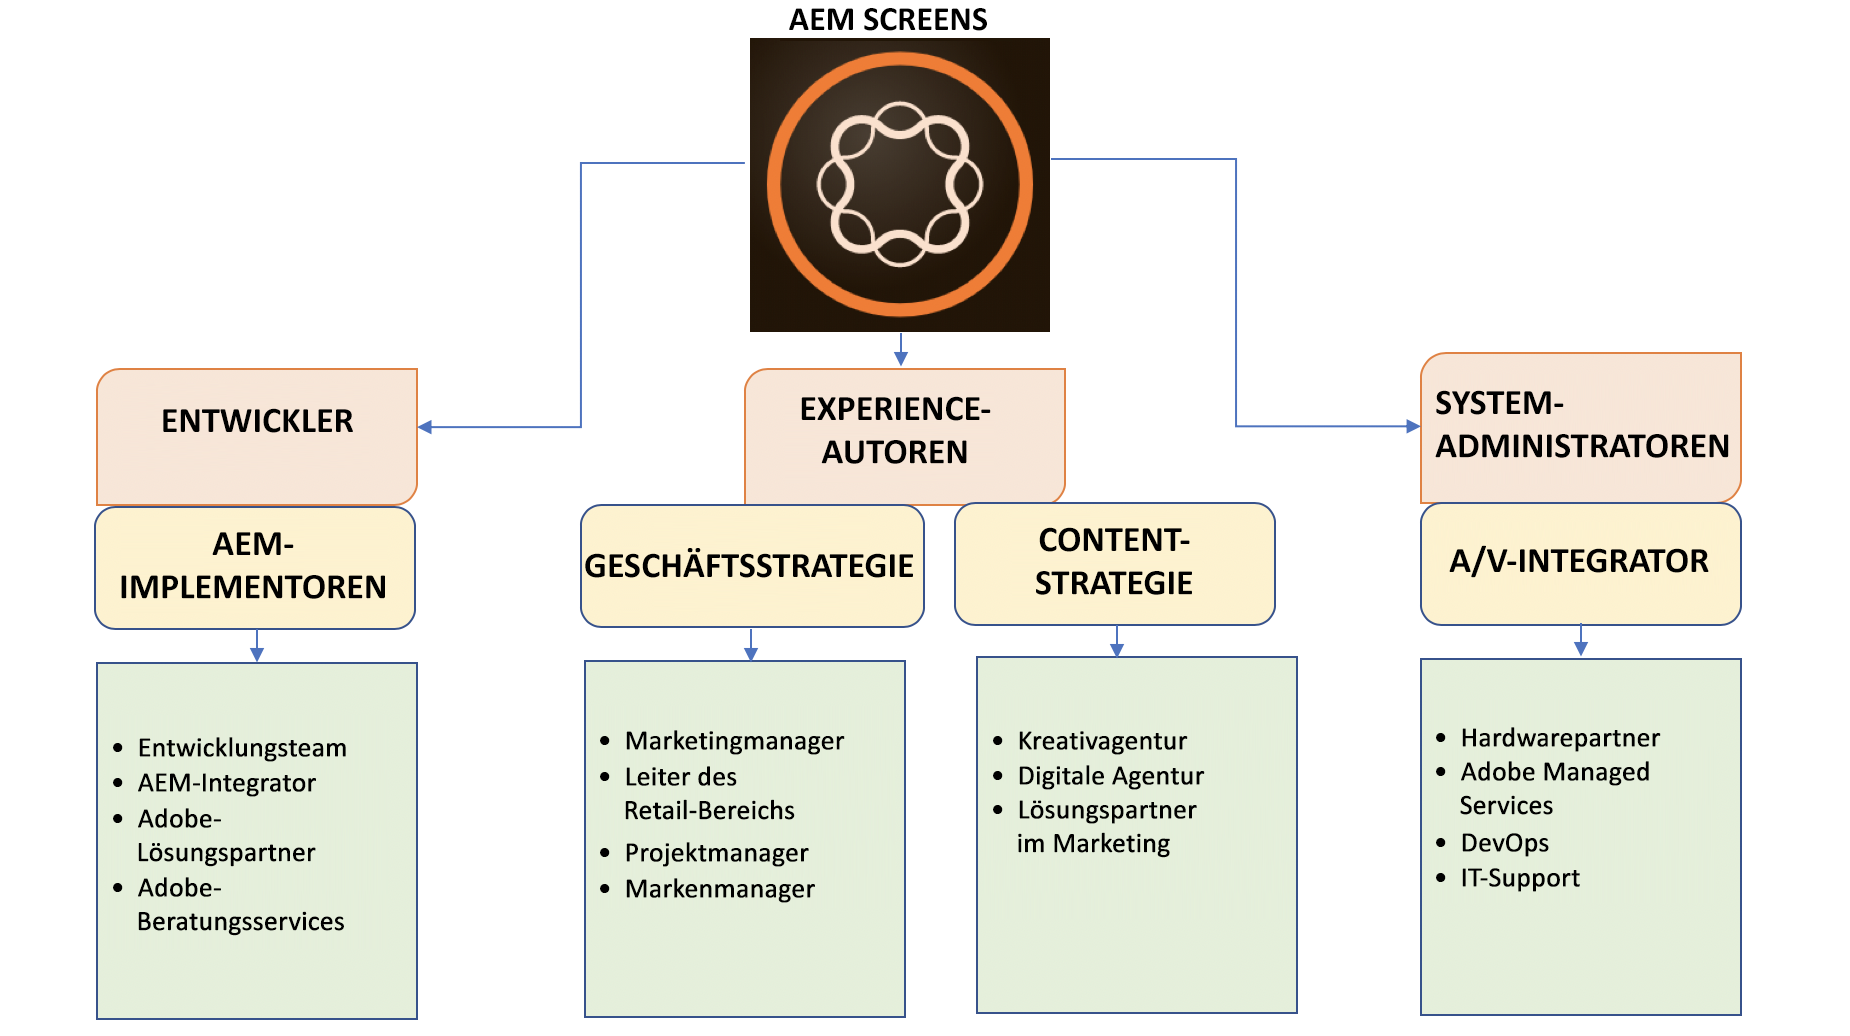 AEM SCREENS
ENTWICKLER
EXPERIENCE-
AUTOREN
SYSTEM-
ADMINISTRATOREN
AEM-
IMPLEMENTOREN
GESCHÄFTSSTRATEGIE
CONTENT-
STRATEGIE
A/V-INTEGRATOR
• Entwicklungsteam
• AEM-Integrator
• Adobe-
Lösungspartner
• Adobe-
Beratungsservices
• Marketingmanager
• Leiter des
Retail-Bereichs
• Projektmanager
• Markenmanager
• Kreativagentur
• Digitale Agentur
• Lösungspartner
im Marketing
• Hardwarepartner
• Adobe Managed
Services
• DevOps
• IT-Support